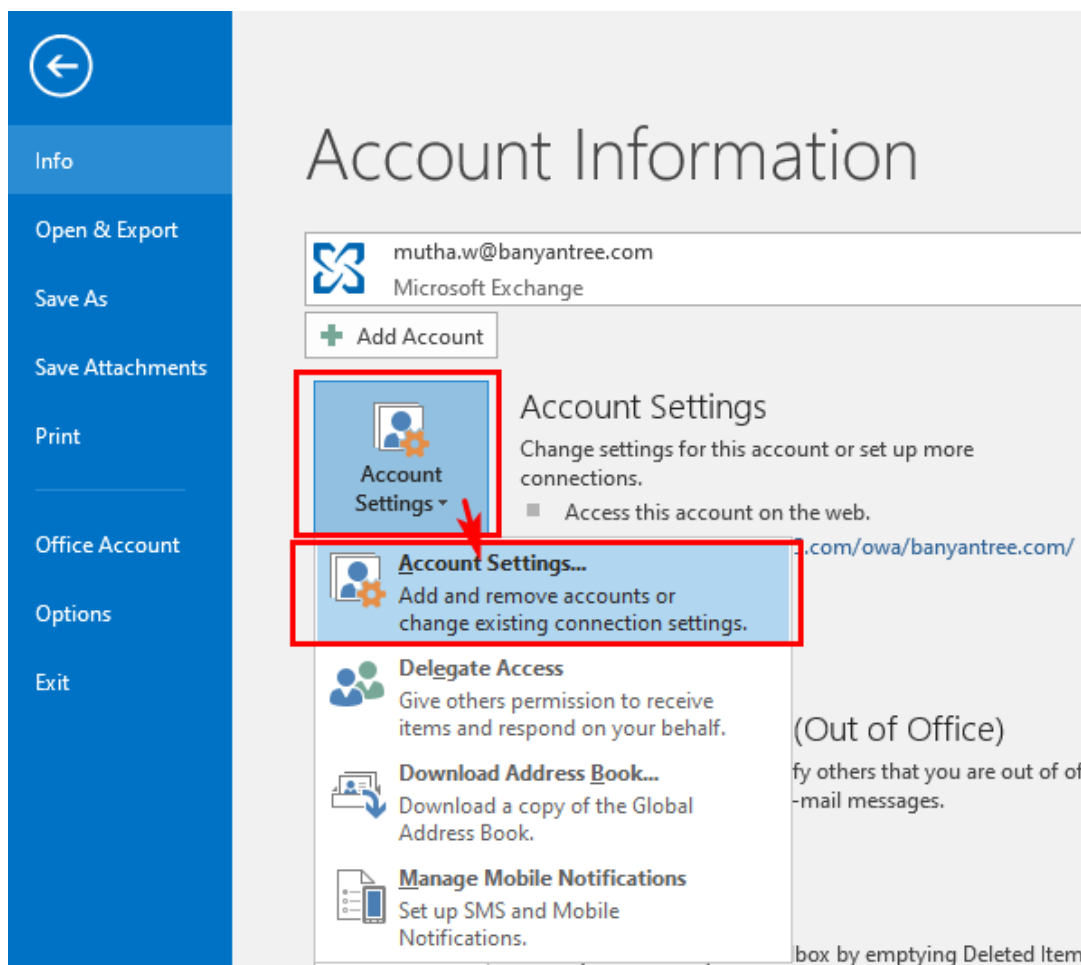 Info
Open & Export
Save As
Save Attachments
Print
Office Account
Options
Exit
Account Information
mutha.w@banyantree.com
Microsoft Exchange
Add Account
Account
Settings
Account Settings
Change settings for this account or set up more
connections.
Access this account on the web.
.com/owa/banyantree.com/
Account Settings...
Add and remove accounts or
change existing connection settings.
Delegate Access
Give others permission to receive
items and respond on your behalf.
Download Address Book...
Download a copy of the Global
Address Book.
Manage Mobile Notifications
Set up SMS and Mobile
Notifications.
(Out of Office)
fy others that you are out of of
-mail messages.
box by emptying Deleted Item